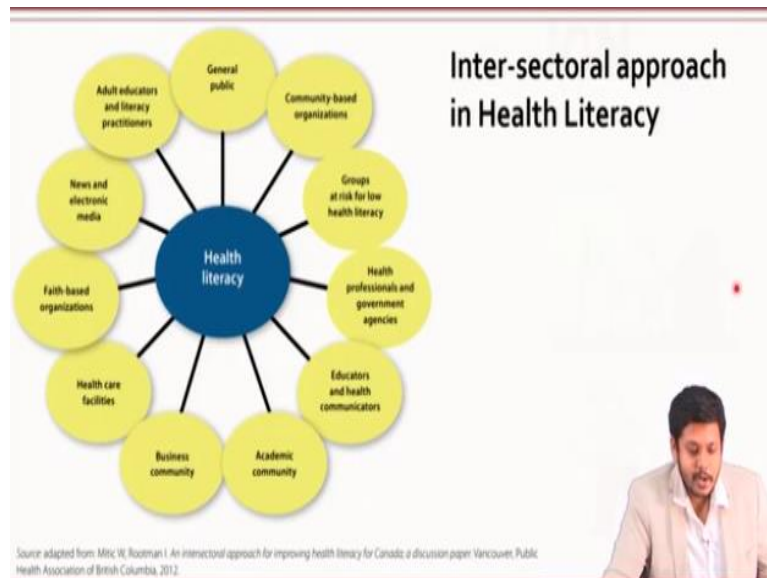 Inter-sectoral approach
in Health Literacy
General
public
Community-based
organizations
Groups
at risk for low
health literacy
Health
professionals and
government
agencies
Educators
and health
communicators
Academic
community
Business
community
Health care
facilities
Faith-based
organizations
News and
electronic
media
Adult educators
and literacy
practitioners
Health
literacy
Source adapted from: Mitic W, Rootman I. An intersectoral approach for improving health literacy for Canada: a discussion paper. Vancouver, Public
Health Association of British Columbia, 2012.